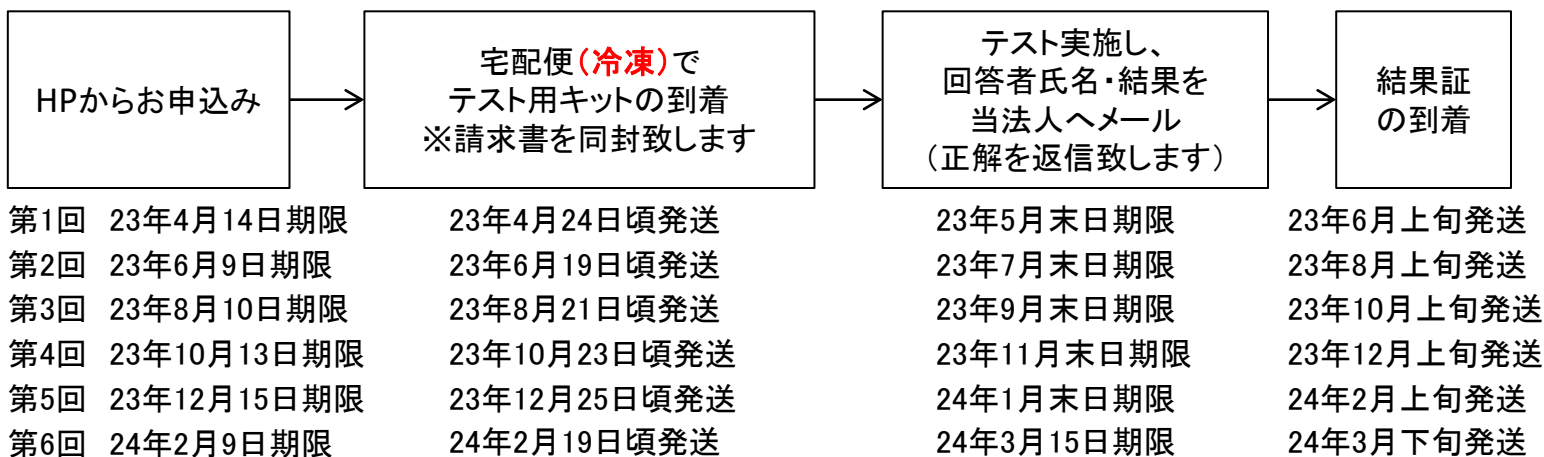 HPからお申込み
宅配便(冷凍)で
テスト用キットの到着
※請求書を同封致します
テスト実施し、
回答者氏名・結果を
当法人へメール
(正解を返信致します)
結果証
の到着
第1回 23年4月14日期限 23年4月24日頃発送 23年5月末日期限 23年6月上旬発送
第2回 23年6月9日期限 23年6月19日頃発送 23年7月末日期限 23年8月上旬発送
第3回 23年8月10日期限 23年8月21日頃発送 23年9月末日期限 23年10月上旬発送
第4回 23年10月13日期限 23年10月23日頃発送 23年11月末日期限 23年12月上旬発送
第5回 23年12月15日期限 23年12月25日頃発送 24年1月末日期限 24年2月上旬発送
第6回 24年2月9日期限 24年2月19日頃発送 24年3月15日期限 24年3月下旬発送